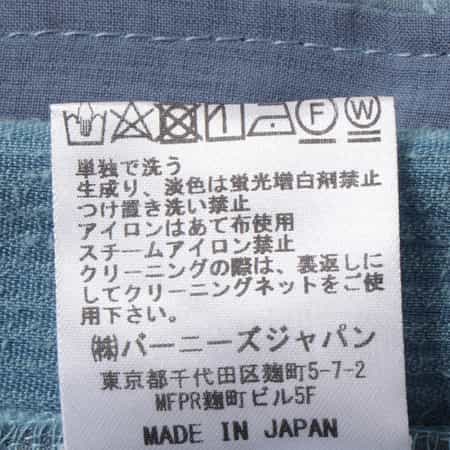 F W
単独で洗う
生成り、淡色は蛍光増白剤禁止
つけ置き洗い禁止
アイロンはあて布使用
スチームアイロン禁止
クリーニングの際は、裏返しに
してクリーニングネットをご使
用下さい。
㈱バーニーズジャパン
東京都千代田区麹町5-7-2
MFPR麹町ビル5F
MADE IN JAPAN